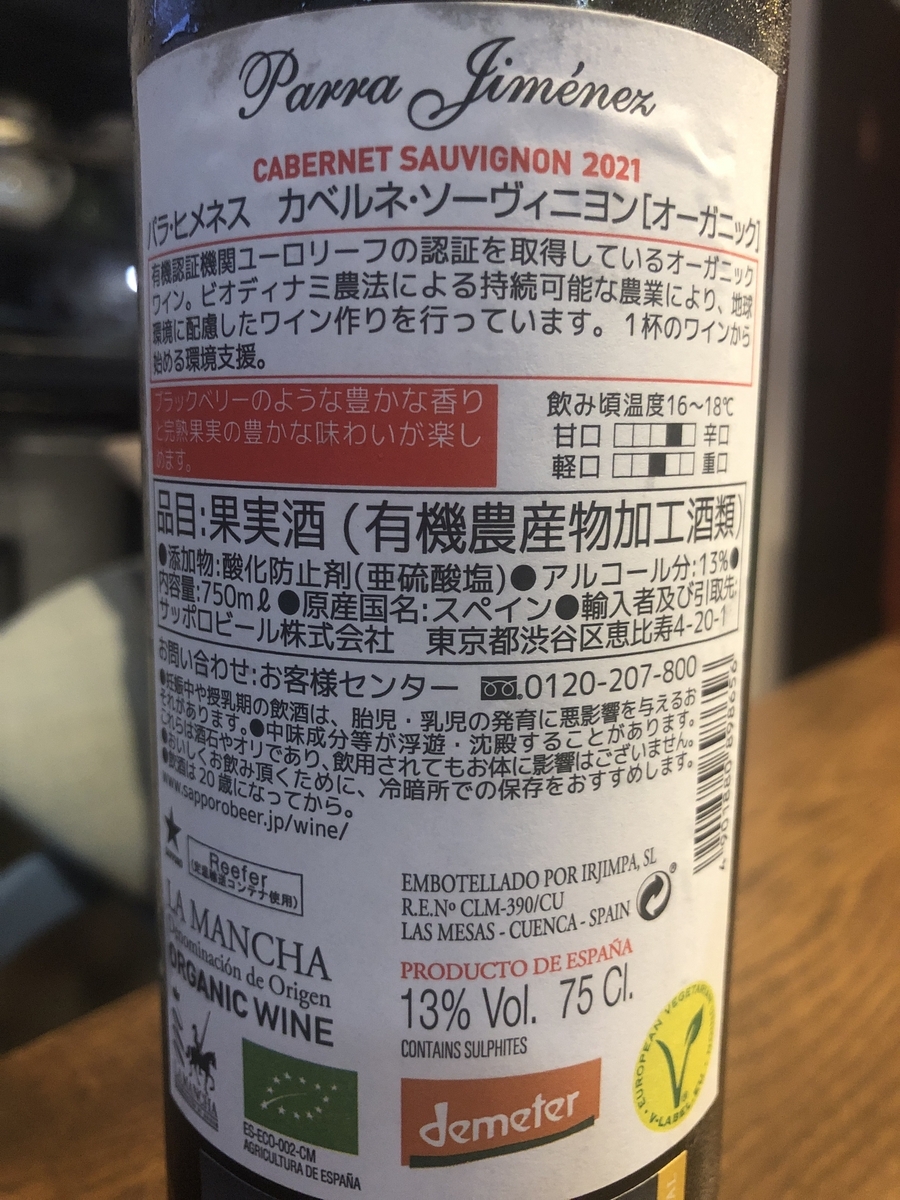 Parra Jiménez
CABERNET SAUVIGNON 2021
パラ・ヒメネス　カベルネ・ソーヴィニヨン[オーガニック]
有機認証機関ユーロリーフの認証を取得しているオーガニック
ワイン。ビオディナミ農法による持続可能な農業により、地球
環境に配慮したワイン作りを行っています。 1杯のワインから
始める環境支援。
ブラックベリーのような豊かな香り
と完熟果実の豊かな味わいが楽し
めます。
飲み頃温度16〜18℃
甘口 辛口
軽口 重口
品目:果実酒 (有機農産物加工酒類)
●添加物:酸化防止剤(亜硫酸塩)●アルコール分:13%●
内容量:750mℓ ●原産国名:スペイン●輸入者及び引取先:
サッポロビール株式会社　東京都渋谷区恵比寿4-20-1
お問い合わせ:お客様センター 0120-207-800
●妊娠中や授乳期の飲酒は、胎児・乳児の発育に悪影響を与えるお
それがあります。●中味成分等が浮遊・沈殿することがあります。
これらは酒石やオリであり、飲用されてもお体に影響はございません。
●おいしくお飲み頂くために、冷暗所での保存をおすすめします。
●飲酒は20歳になってから。
www.sapporobeer.jp/wine/
Reefer
(定温輸送コンテナ使用)
LA MANCHA
Denominación de Origen
ORGANIC WINE
LA MANCHA
ES-ECO-002-CM
AGRICULTURA DE ESPAÑA
EMBOTELLADO POR IRJIMPA, SL
R.E.Nº CLM-390/CU
LAS MESAS - CUENCA - SPAIN
PRODUCTO DE ESPAÑA
13% Vol. 75 Cl.
CONTAINS SULPHITES
demeter
EUROPEAN VEGETARIAN
V-LABEL